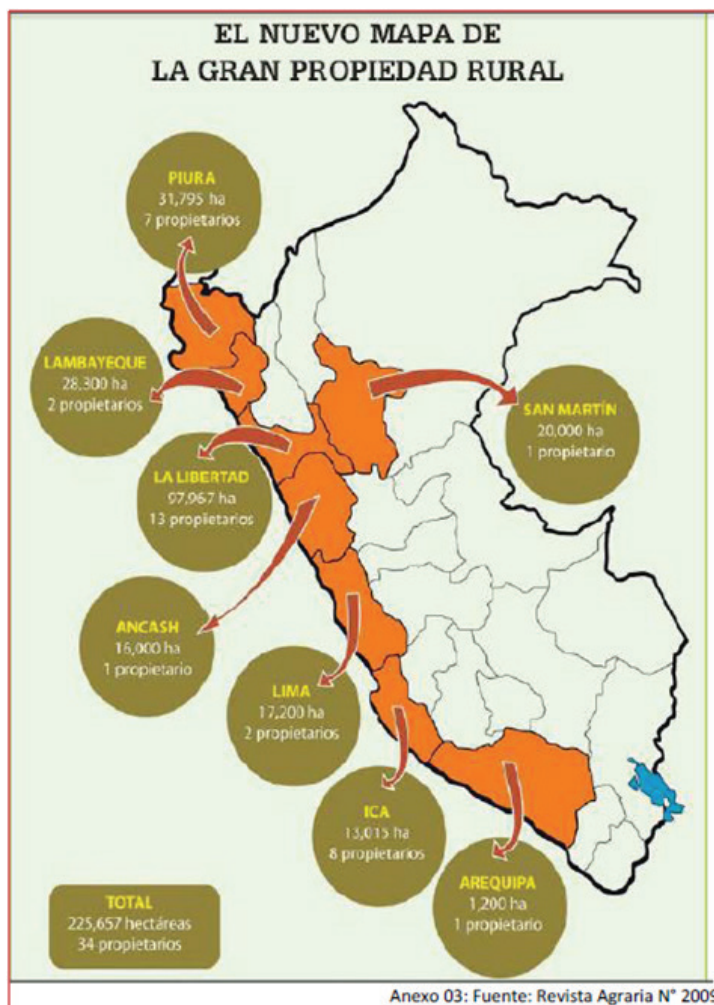 EL NUEVO MAPA DE
LA GRAN PROPIEDAD RURAL
PIURA
31,795 ha
7 propietarios
LAMBAYEQUE
28,300 ha
2 propietarios
SAN MARTÍN
20,000 ha
1 propietario
LA LIBERTAD
97,967 ha
13 propietarios
ANCASH
16,000 ha
1 propietario
LIMA
17,200 ha
2 propietarios
ICA
13,015 ha
8 propietarios
AREQUIPA
1,200 ha
1 propietario
TOTAL
225,657 hectáreas
34 propietarios
Anexo 03: Fuente: Revista Agraria N° 2009